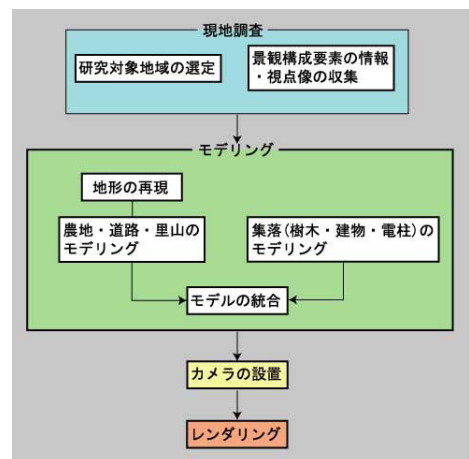 現地調査
研究対象地域の選定
景観構成要素の情報
・視点像の収集
モデリング
地形の再現
農地・道路・里山の
モデリング
集落(樹木・建物・電柱)の
モデリング
モデルの統合
カメラの設置
レンダリング